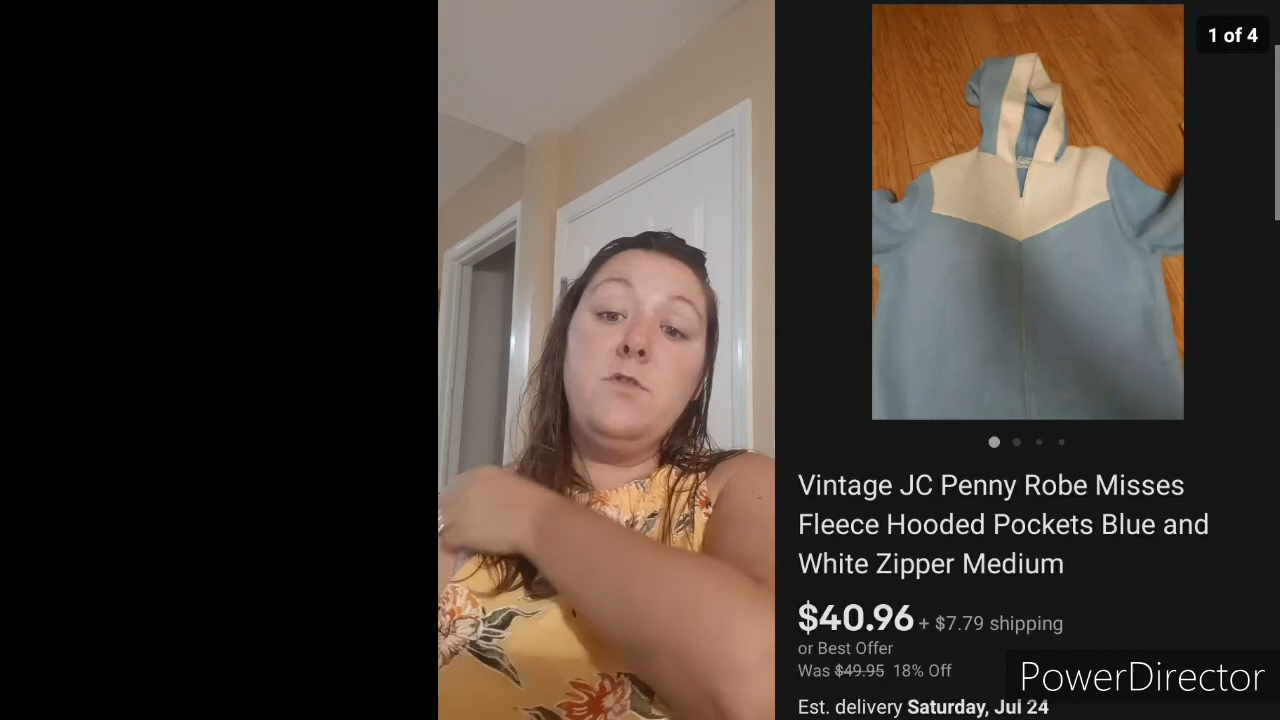 1 of 4
Vintage JC Penny Robe Misses
Fleece Hooded Pockets Blue and
White Zipper Medium
$40.96 + $7.79 shipping
or Best Offer
Was $49.95 18% Off
PowerDirector
Est. delivery Saturday, Jul 24